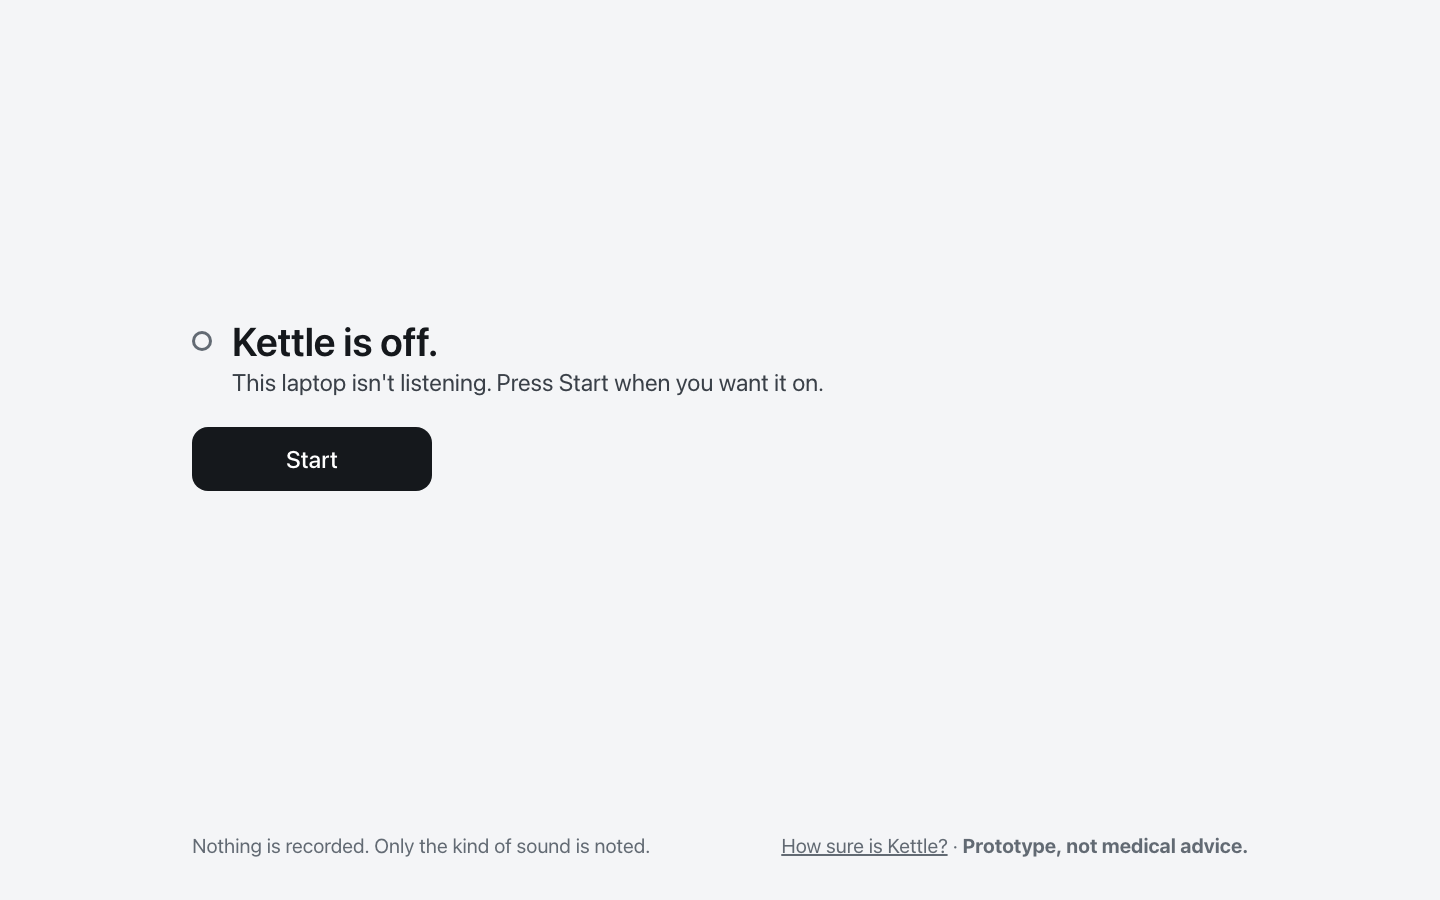 Kettle is off.
This laptop isn't listening. Press Start when you want it on.
Start
Nothing is recorded. Only the kind of sound is noted.
How sure is Kettle? · Prototype, not medical advice.